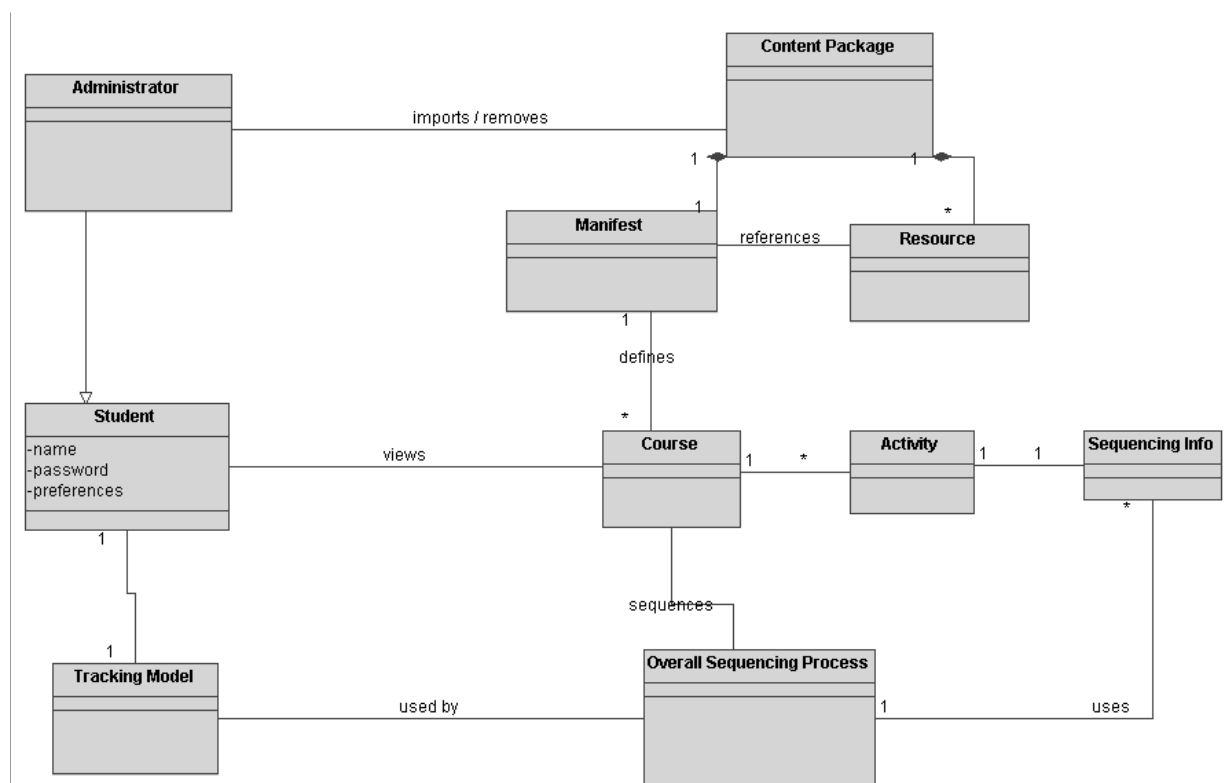 Content Package
Administrator
imports / removes
1
1
1
*
Manifest
references
Resource
1
defines
*
Student
-name
-password
-preferences
views
Course
1
*
Activity
1
1
Sequencing Info
*
1
sequences
1
Tracking Model
Overall Sequencing Process
used by
1
uses